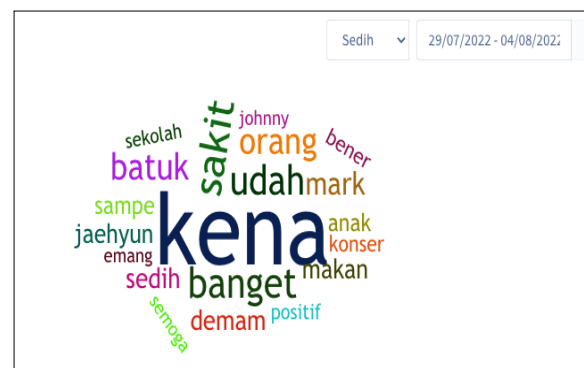 Sedih
29/07/2022 - 04/08/2022
johnny
sekolah
sakit
orang
bener
batuk
udah
mark
sampe
kena
anak
jaehyun
konser
emang
makan
sedih
banget
semoga
demam
positif